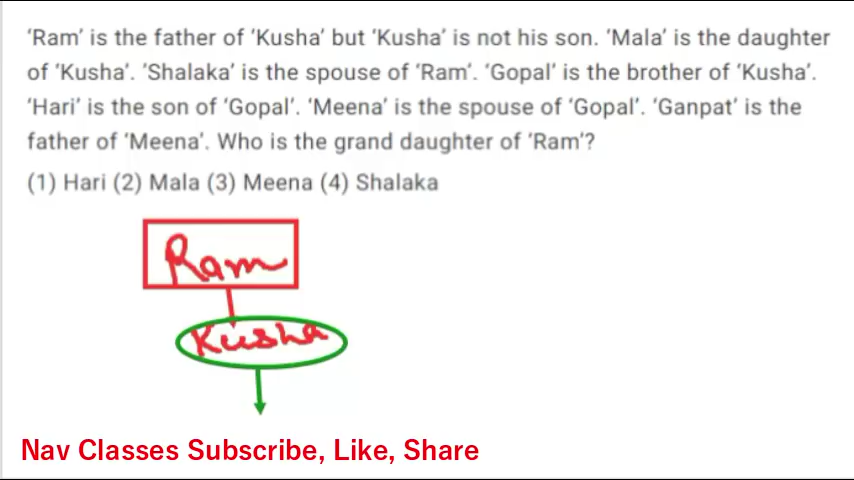 ‘Ram’ is the father of ‘Kusha’ but ‘Kusha’ is not his son. ‘Mala’ is the daughter
of ‘Kusha’. ‘Shalaka’ is the spouse of ‘Ram‘. ‘Gopal’ is the brother of ‘Kusha’.
‘Hari’ is the son of ‘Gopal’. ‘Meena’ is the spouse of ‘Gopal’. ‘Ganpat’ is the
father of ‘Meena’. Who is the grand daughter of ‘Ram’?
(1) Hari (2) Mala (3) Meena (4) Shalaka
Ram
Kusha
Nav Classes Subscribe, Like, Share